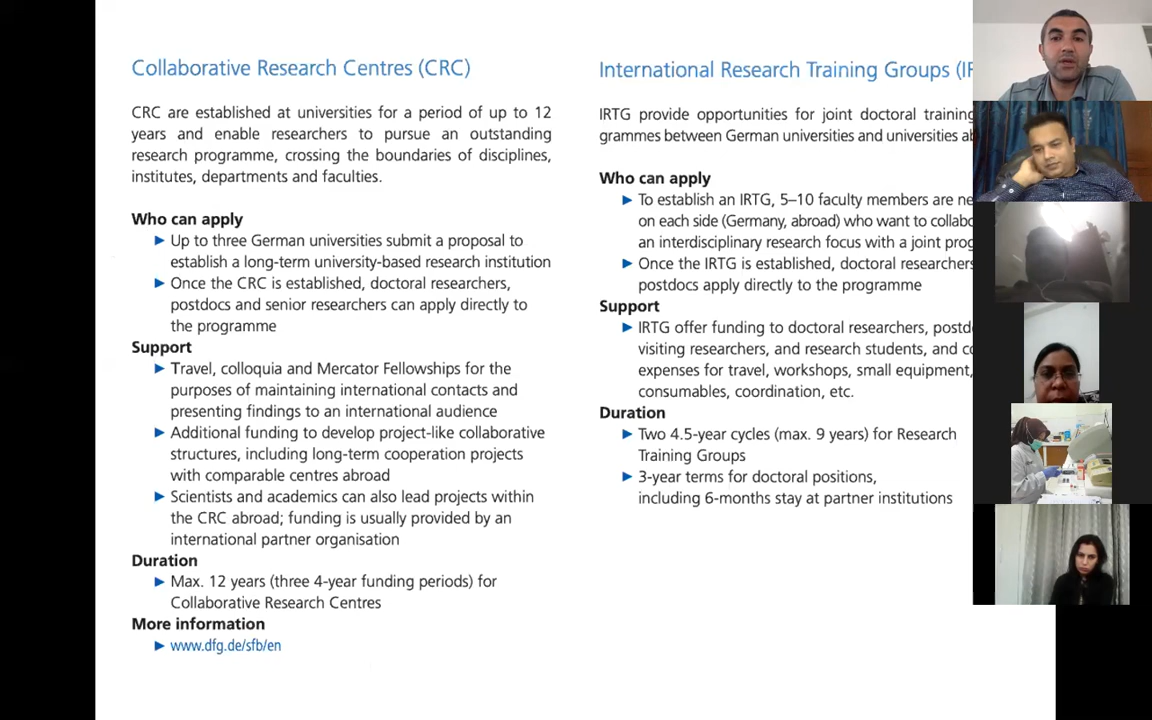 Collaborative Research Centres (CRC)
CRC are established at universities for a period of up to 12
years and enable researchers to pursue an outstanding
research programme, crossing the boundaries of disciplines,
institutes, departments and faculties.
Who can apply
► Up to three German universities submit a proposal to
establish a long-term university-based research institution
► Once the CRC is established, doctoral researchers,
postdocs and senior researchers can apply directly to
the programme
Support
► Travel, colloquia and Mercator Fellowships for the
purposes of maintaining international contacts and
presenting findings to an international audience
► Additional funding to develop project-like collaborative
structures, including long-term cooperation projects
with comparable centres abroad
► Scientists and academics can also lead projects within
the CRC abroad; funding is usually provided by an
international partner organisation
Duration
► Max. 12 years (three 4-year funding periods) for
Collaborative Research Centres
More information
► www.dfg.de/sfb/en
International Research Training Groups
IRTG provide opportunities for joint doctoral training
grammes between German universities and universities
Who can apply
► To establish an IRTG, 5–10 faculty members are
on each side (Germany, abroad) who want to
an interdisciplinary research focus with a joint
► Once the IRTG is established, doctoral researchers
postdocs apply directly to the programme
Support
► IRTG offer funding to doctoral researchers,
visiting researchers, and research students, and
expenses for travel, workshops, small equipment,
consumables, coordination, etc.
Duration
► Two 4.5-year cycles (max. 9 years) for Research
Training Groups
► 3-year terms for doctoral positions,
including 6-months stay at partner institutions